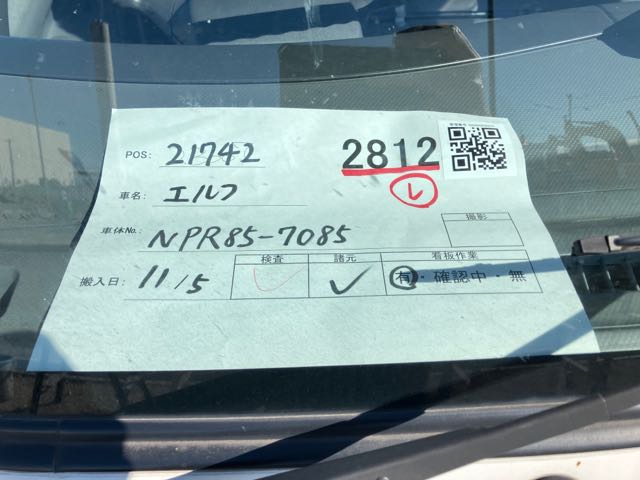 POS: 21742
2812
レ
車名: エルフ
車体No. NPR85-7085
撮影
搬入日: 11/5
検査 諸元 看板作業
有・確認中・無